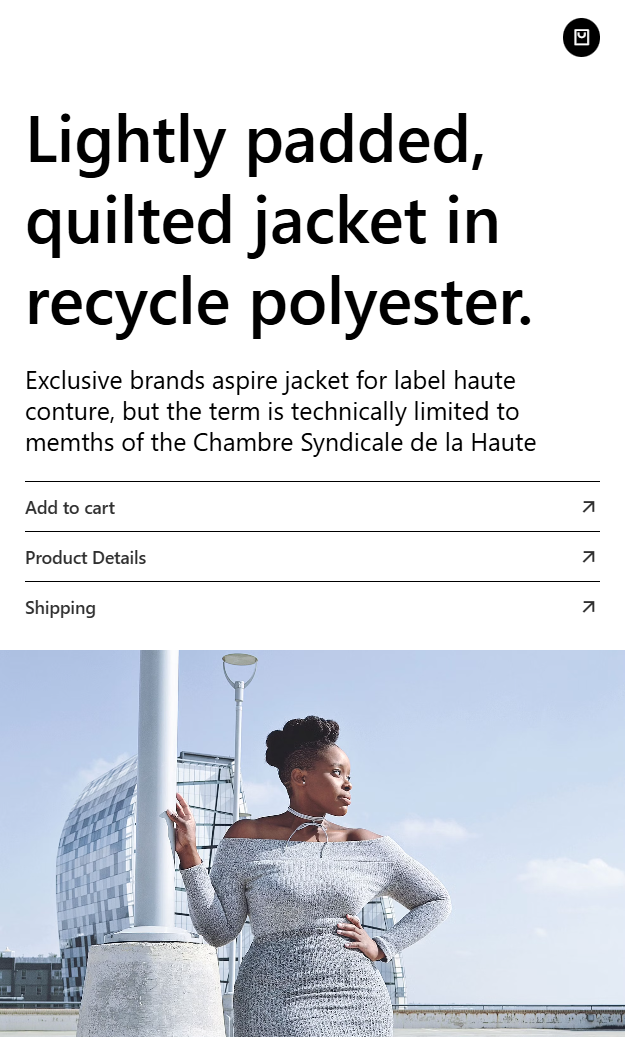 Lightly padded,
quilted jacket in
recycle polyester.
Exclusive brands aspire jacket for label haute
conture, but the term is technically limited to
memths of the Chambre Syndicale de la Haute
Add to cart
Product Details
Shipping